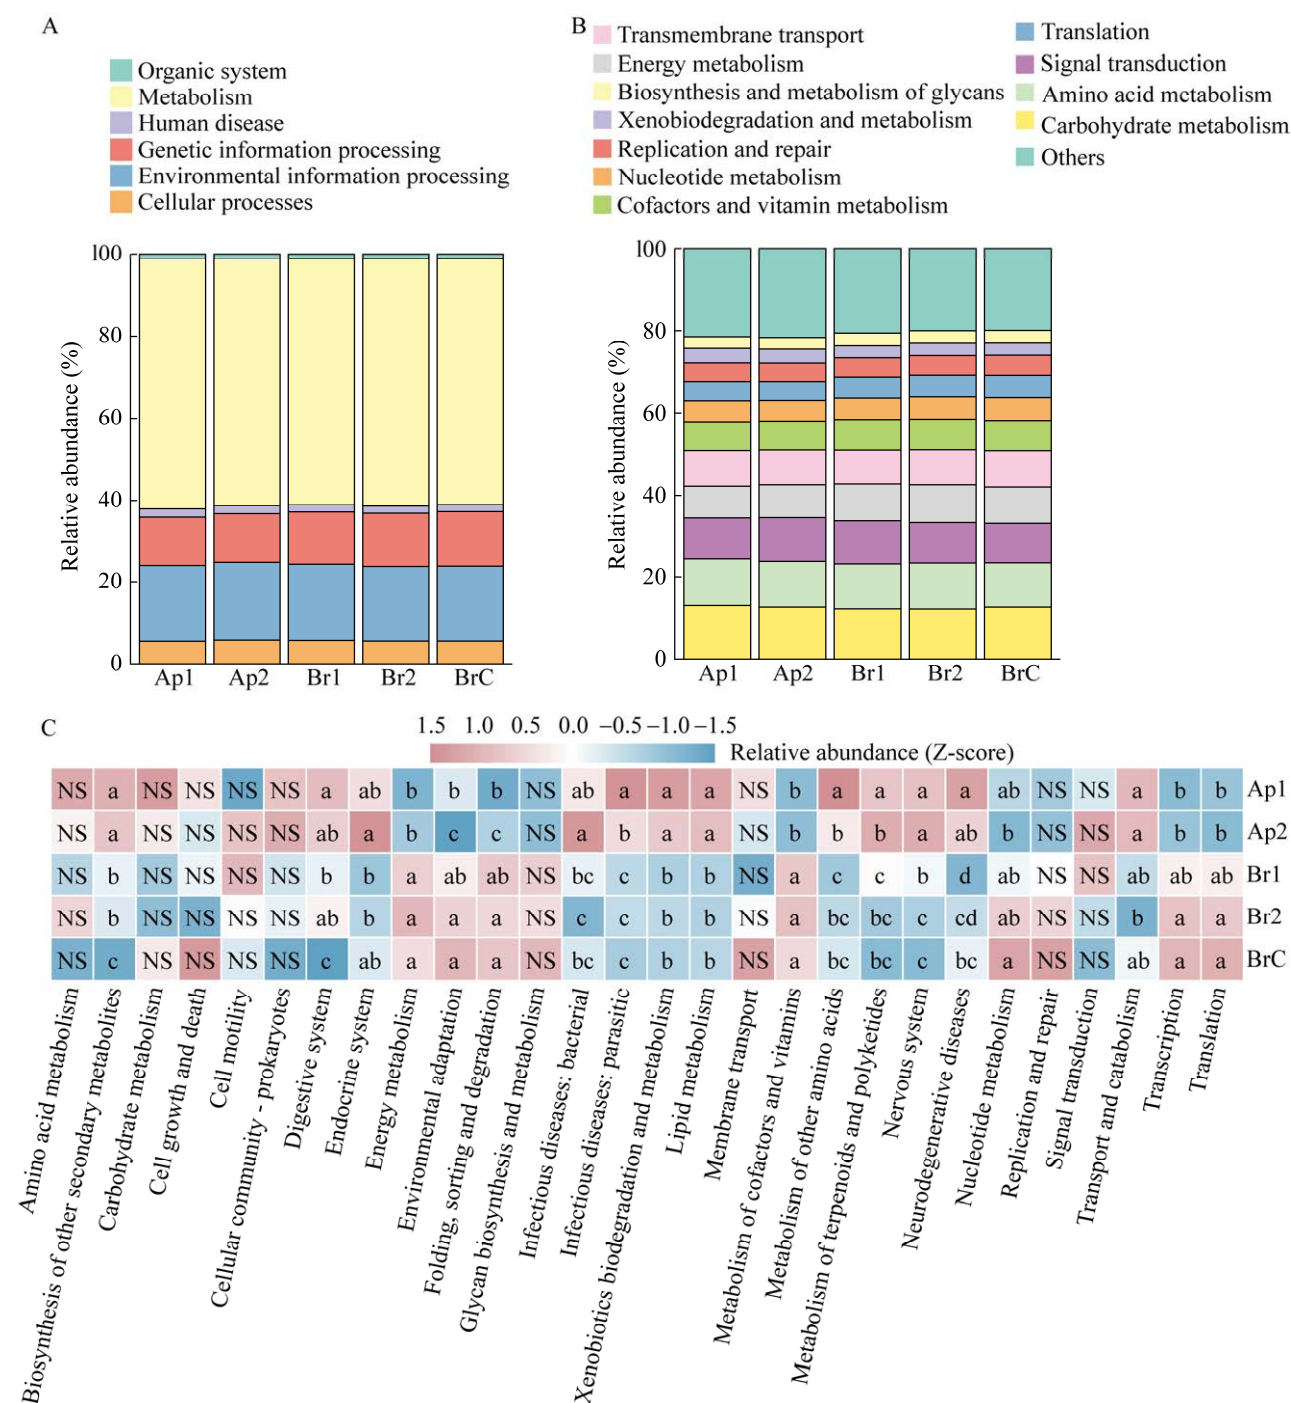 A
Organic system
Metabolism
Human disease
Genetic information processing
Environmental information processing
Cellular processes
100
80
60
40
20
0
Relative abundance (%)
Ap1 Ap2 Br1 Br2 BrC
B
Transmembrane transport
Energy metabolism
Biosynthesis and metabolism of glycans
Xenobiodegradation and metabolism
Replication and repair
Nucleotide metabolism
Cofactors and vitamin metabolism
Translation
Signal transduction
Amino acid mctabolism
Carbohydrate metabolism
Others
100
80
60
40
20
0
Relative abundance (%)
Ap1 Ap2 Br1 Br2 BrC
C
1.5 1.0 0.5 0.0 −0.5 −1.0 −1.5
Relative abundance (Z-score)
NS a NS NS NS NS a ab b b b NS ab a a a NS b a a a a ab NS NS a b b Ap1
NS a NS NS NS NS ab a b c c NS a b a a NS b b b a ab b NS NS a b b Ap2
NS b NS NS NS NS b b a ab ab NS bc c b b NS a c c b d ab NS NS ab ab ab Br1
NS b NS NS NS NS ab b a a a NS c c b b NS a bc bc c cd ab NS NS b a a Br2
NS c NS NS NS NS c ab a a a NS bc c b b NS a bc bc c bc a NS NS ab a a BrC
Amino acid metabolism
Biosynthesis of other secondary metabolites
Carbohydrate metabolism
Cell growth and death
Cell motility
Cellular community - prokaryotes
Digestive system
Endocrine system
Energy metabolism
Environmental adaptation
Folding, sorting and degradation
Glycan biosynthesis and metabolism
Infectious diseases: bacterial
Infectious diseases: parasitic
Xenobiotics biodegradation and metabolism
Lipid metabolism
Membrane transport
Metabolism of cofactors and vitamins
Metabolism of other amino acids
Metabolism of terpenoids and polyketides
Nervous system
Neurodegenerative diseases
Nucleotide metabolism
Replication and repair
Signal transduction
Transport and catabolism
Transcription
Translation